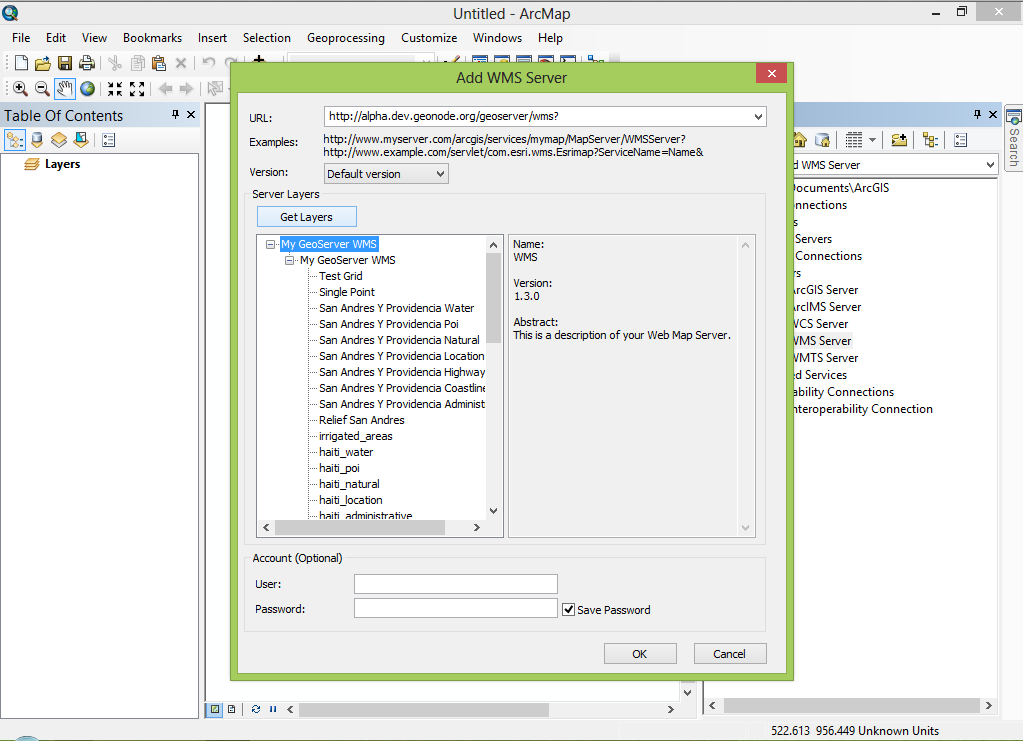 Untitled - ArcMap
File Edit View Bookmarks Insert Selection Geoprocessing Customize Windows Help
Table Of Contents
Layers
Add WMS Server
URL: http://alpha.dev.geonode.org/geoserver/wms?
Examples: http://www.myserver.com/arcgis/services/mymap/MapServer/WMSServer?
http://www.example.com/servlet/com.esri.wms.Esrimap?ServiceName=Name&
Version: Default version
Server Layers
Get Layers
My GeoServer WMS
My GeoServer WMS
Test Grid
Single Point
San Andres Y Providencia Water
San Andres Y Providencia Poi
San Andres Y Providencia Natural
San Andres Y Providencia Location
San Andres Y Providencia Highway
San Andres Y Providencia Coastline
San Andres Y Providencia Administ
Relief San Andres
irrigated_areas
haiti_water
haiti_poi
haiti_natural
haiti_location
haiti_administrative
Name:
WMS
Version:
1.3.0
Abstract:
This is a description of your Web Map Server.
Account (Optional)
User:
Password: Save Password
OK Cancel
Search
d WMS Server
Documents\ArcGIS
nnections
s
Servers
Connections
rs
ArcGIS Server
ArcIMS Server
WCS Server
WMS Server
WMTS Server
ed Services
ability Connections
nteroperability Connection
522.613 956.449 Unknown Units